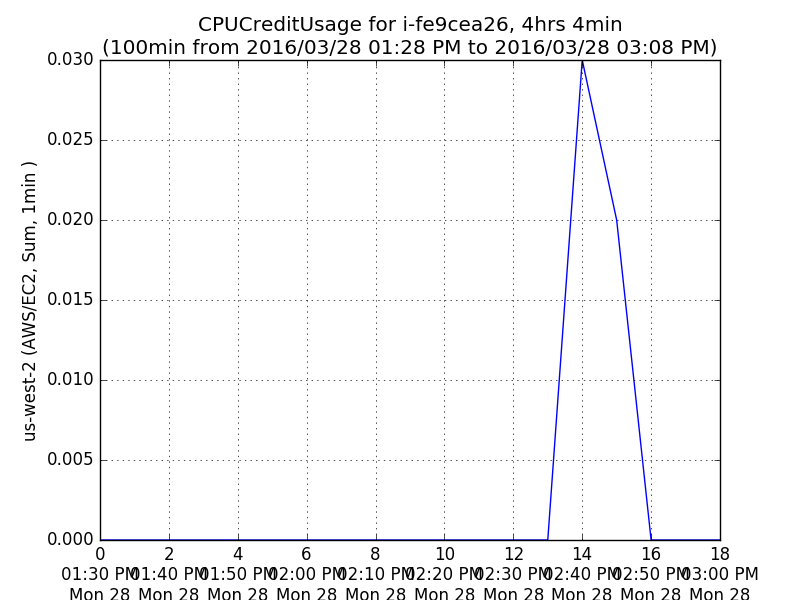 CPUCreditUsage for i-fe9cea26, 4hrs 4min
(100min from 2016/03/28 01:28 PM to 2016/03/28 03:08 PM)
us-west-2 (AWS/EC2, Sum, 1min )
0.030
0.025
0.020
0.015
0.010
0.005
0.000
0 2 4 6 8 10 12 14 16 18
01:30 PM 01:40 PM 01:50 PM 02:00 PM 02:10 PM 02:20 PM 02:30 PM 02:40 PM 02:50 PM 03:00 PM
Mon 28 Mon 28 Mon 28 Mon 28 Mon 28 Mon 28 Mon 28 Mon 28 Mon 28 Mon 28